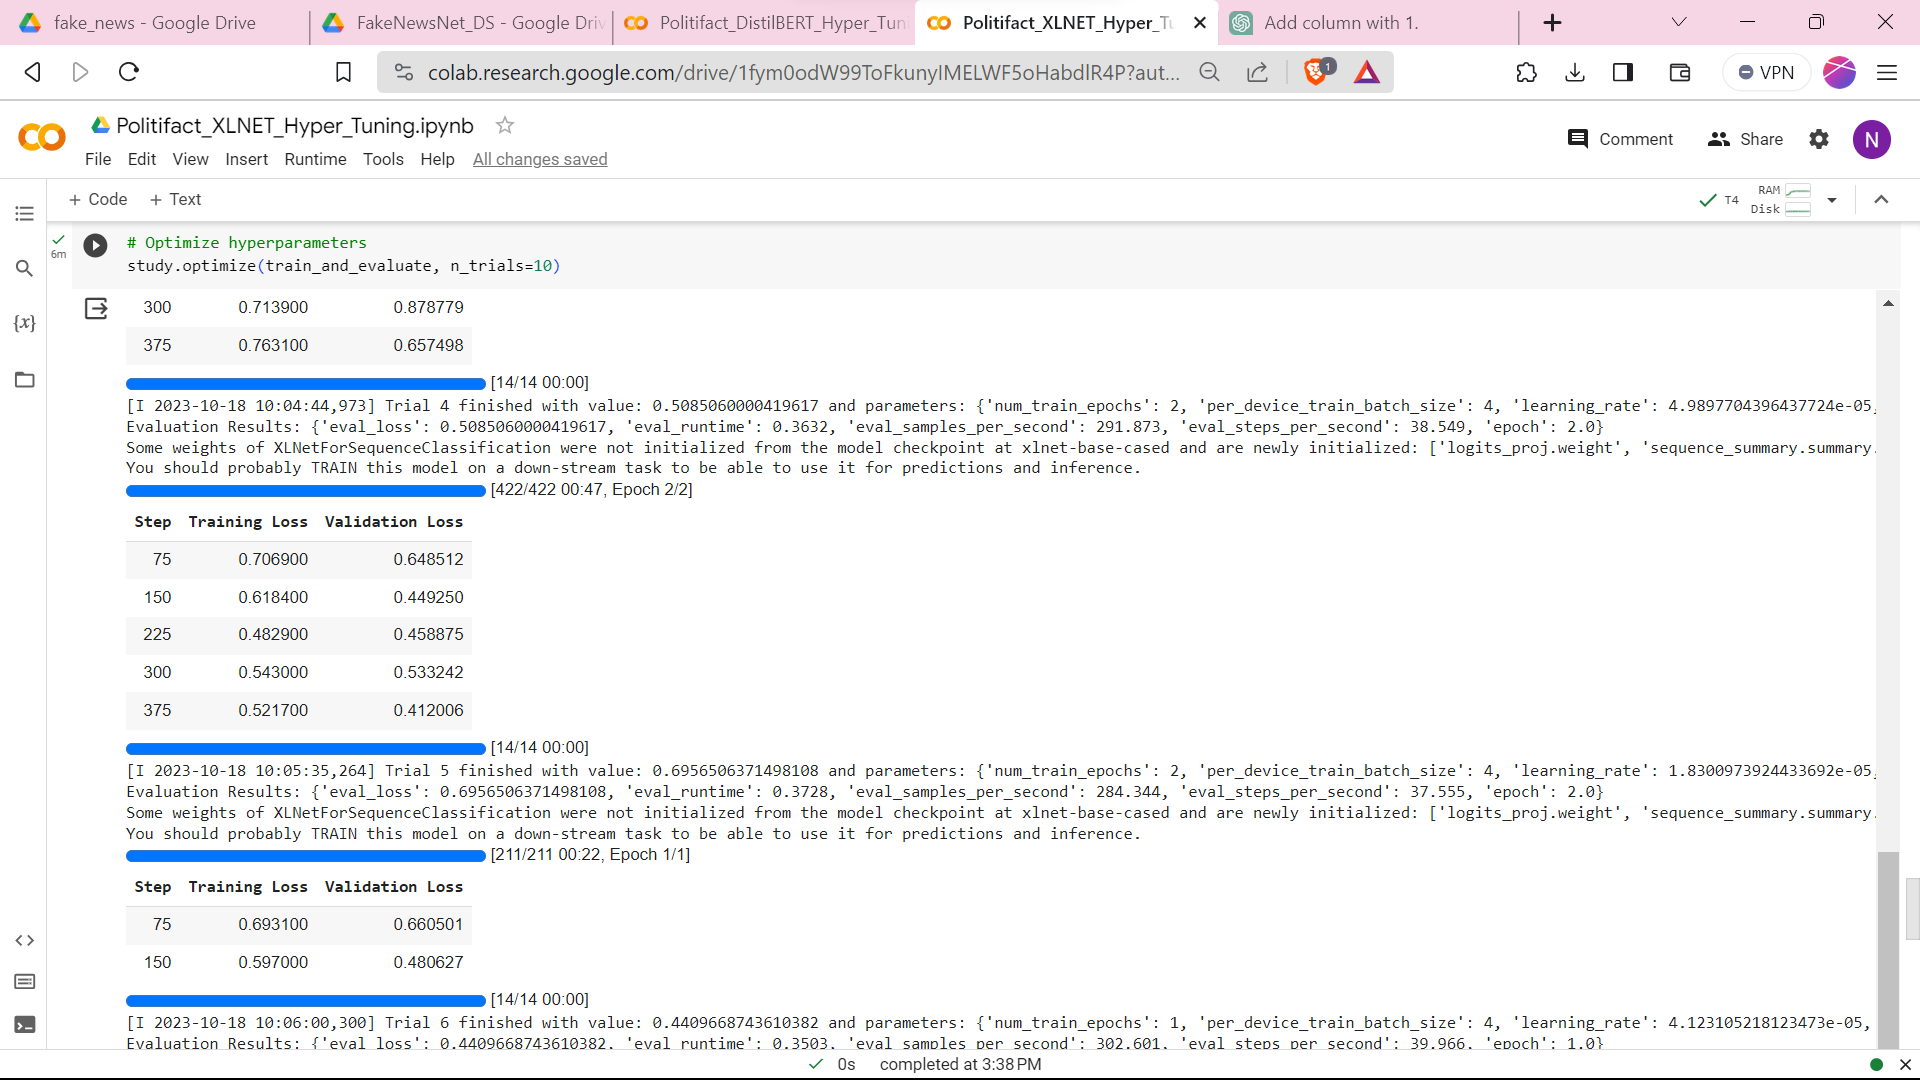 fake_news - Google Drive
FakeNewsNet_DS - Google Driv
Politifact_DistilBERT_Hyper_Tun
Politifact_XLNET_Hyper_Tu
Add column with 1.
colab.research.google.com/drive/1fym0odW99ToFkunyIMELWF5oHabdlR4P?aut...
1
VPN
CO
Politifact_XLNET_Hyper_Tuning.ipynb
Comment
Share
N
File Edit View Insert Runtime Tools Help All changes saved
+ Code + Text
T4
RAM
Disk
6m
# Optimize hyperparameters
study.optimize(train_and_evaluate, n_trials=10)
{x}
300 0.713900 0.878779
375 0.763100 0.657498
[14/14 00:00]
[I 2023-10-18 10:04:44,973] Trial 4 finished with value: 0.5085060000419617 and parameters: {'num_train_epochs': 2, 'per_device_train_batch_size': 4, 'learning_rate': 4.9897704396437724e-05,
Evaluation Results: {'eval_loss': 0.5085060000419617, 'eval_runtime': 0.3632, 'eval_samples_per_second': 291.873, 'eval_steps_per_second': 38.549, 'epoch': 2.0}
Some weights of XLNetForSequenceClassification were not initialized from the model checkpoint at xlnet-base-cased and are newly initialized: ['logits_proj.weight', 'sequence_summary.summary.
You should probably TRAIN this model on a down-stream task to be able to use it for predictions and inference.
[422/422 00:47, Epoch 2/2]
Step Training Loss Validation Loss
75 0.706900 0.648512
150 0.618400 0.449250
225 0.482900 0.458875
300 0.543000 0.533242
375 0.521700 0.412006
[14/14 00:00]
[I 2023-10-18 10:05:35,264] Trial 5 finished with value: 0.6956506371498108 and parameters: {'num_train_epochs': 2, 'per_device_train_batch_size': 4, 'learning_rate': 1.8300973924433692e-05,
Evaluation Results: {'eval_loss': 0.6956506371498108, 'eval_runtime': 0.3728, 'eval_samples_per_second': 284.344, 'eval_steps_per_second': 37.555, 'epoch': 2.0}
Some weights of XLNetForSequenceClassification were not initialized from the model checkpoint at xlnet-base-cased and are newly initialized: ['logits_proj.weight', 'sequence_summary.summary.
You should probably TRAIN this model on a down-stream task to be able to use it for predictions and inference.
[211/211 00:22, Epoch 1/1]
Step Training Loss Validation Loss
75 0.693100 0.660501
150 0.597000 0.480627
[14/14 00:00]
[I 2023-10-18 10:06:00,300] Trial 6 finished with value: 0.4409668743610382 and parameters: {'num_train_epochs': 1, 'per_device_train_batch_size': 4, 'learning_rate': 4.123105218123473e-05,
Evaluation Results: {'eval_loss': 0.4409668743610382, 'eval_runtime': 0.3503, 'eval_samples_per_second': 302.601, 'eval_steps_per_second': 39.966, 'epoch': 1.0}
0s completed at 3:38 PM